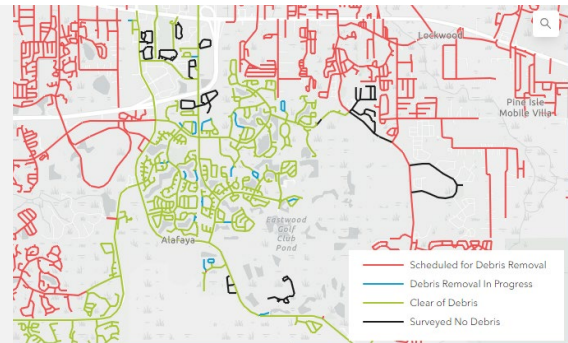 Lockwood
Pine Isle
Mobile Villa
Eastwood
Golf
Club
Pond
Alafaya
Scheduled for Debris Removal
Debris Removal In Progress
Clear of Debris
Surveyed No Debris